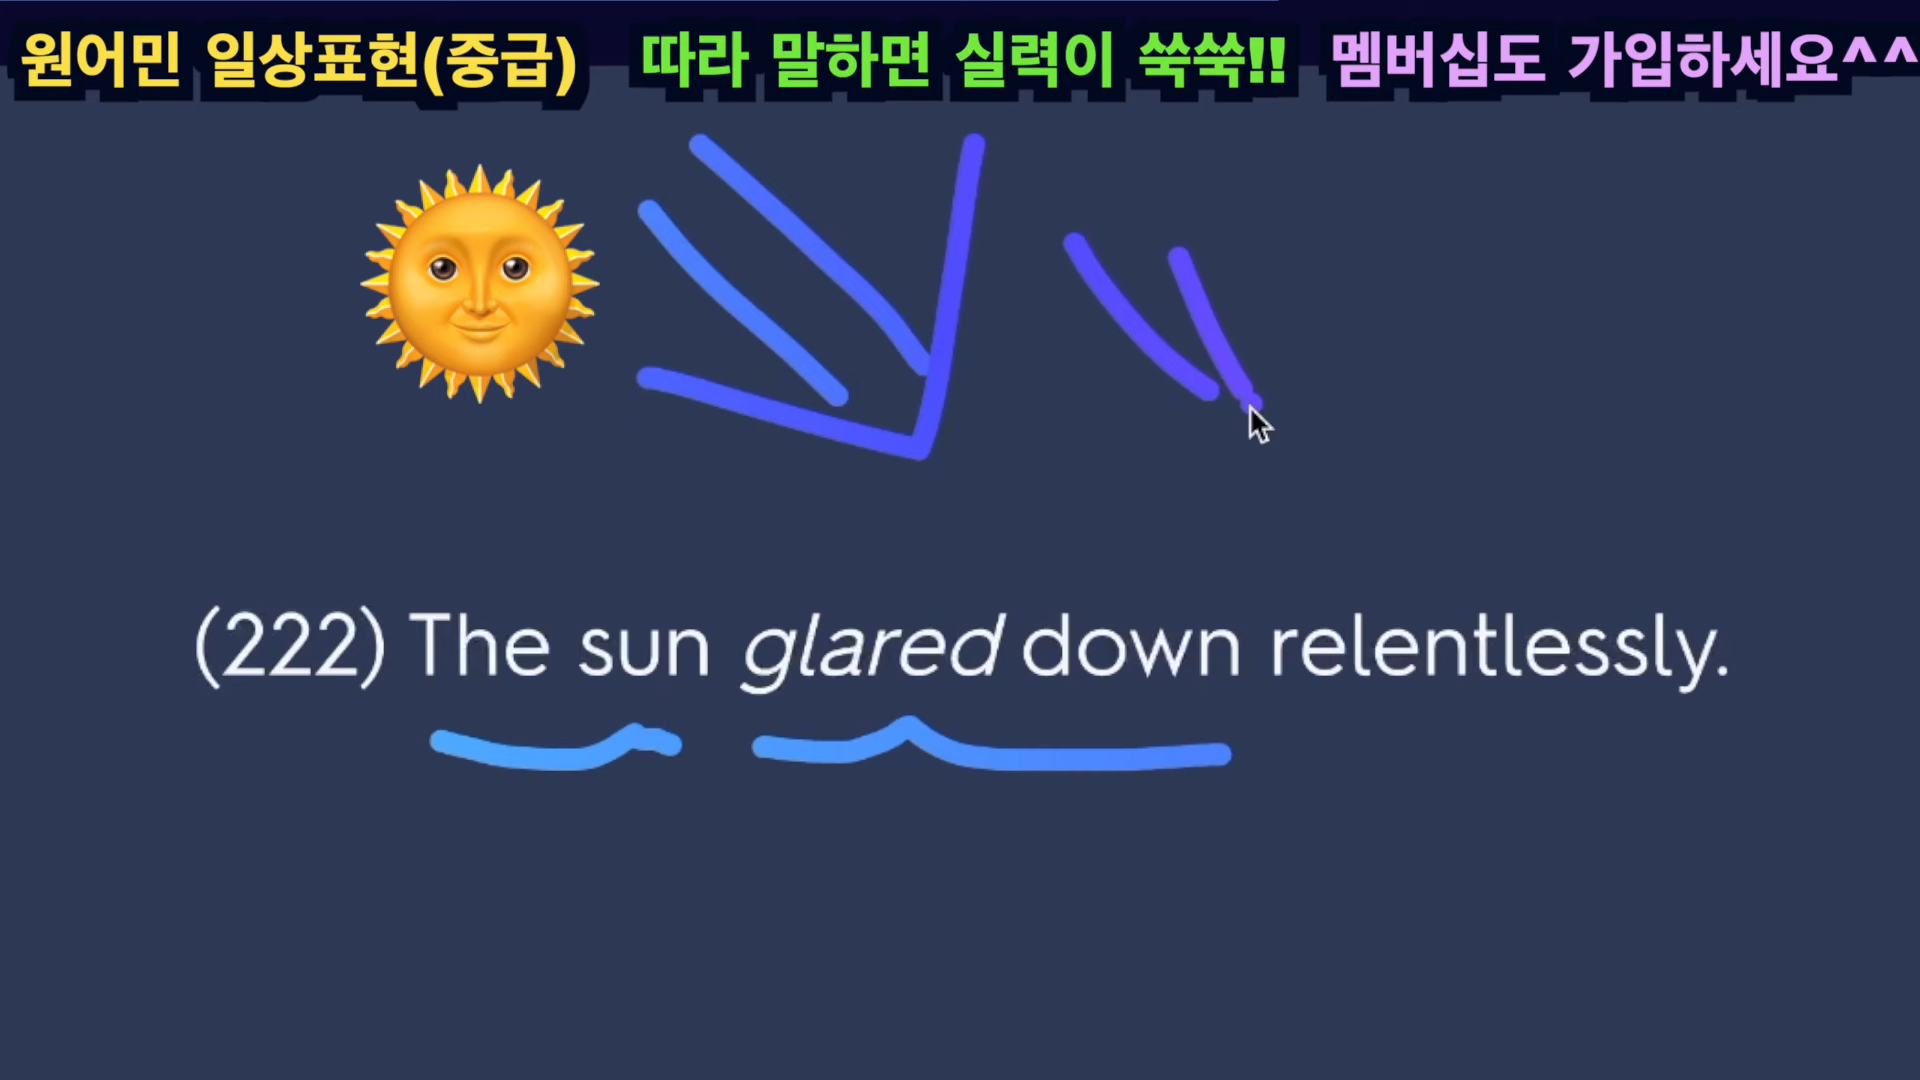 원어민 일상표현(중급) 따라 말하면 실력이 쑥쑥!! 멤버십도 가입하세요^^
(222) The sun glared down relentlessly.